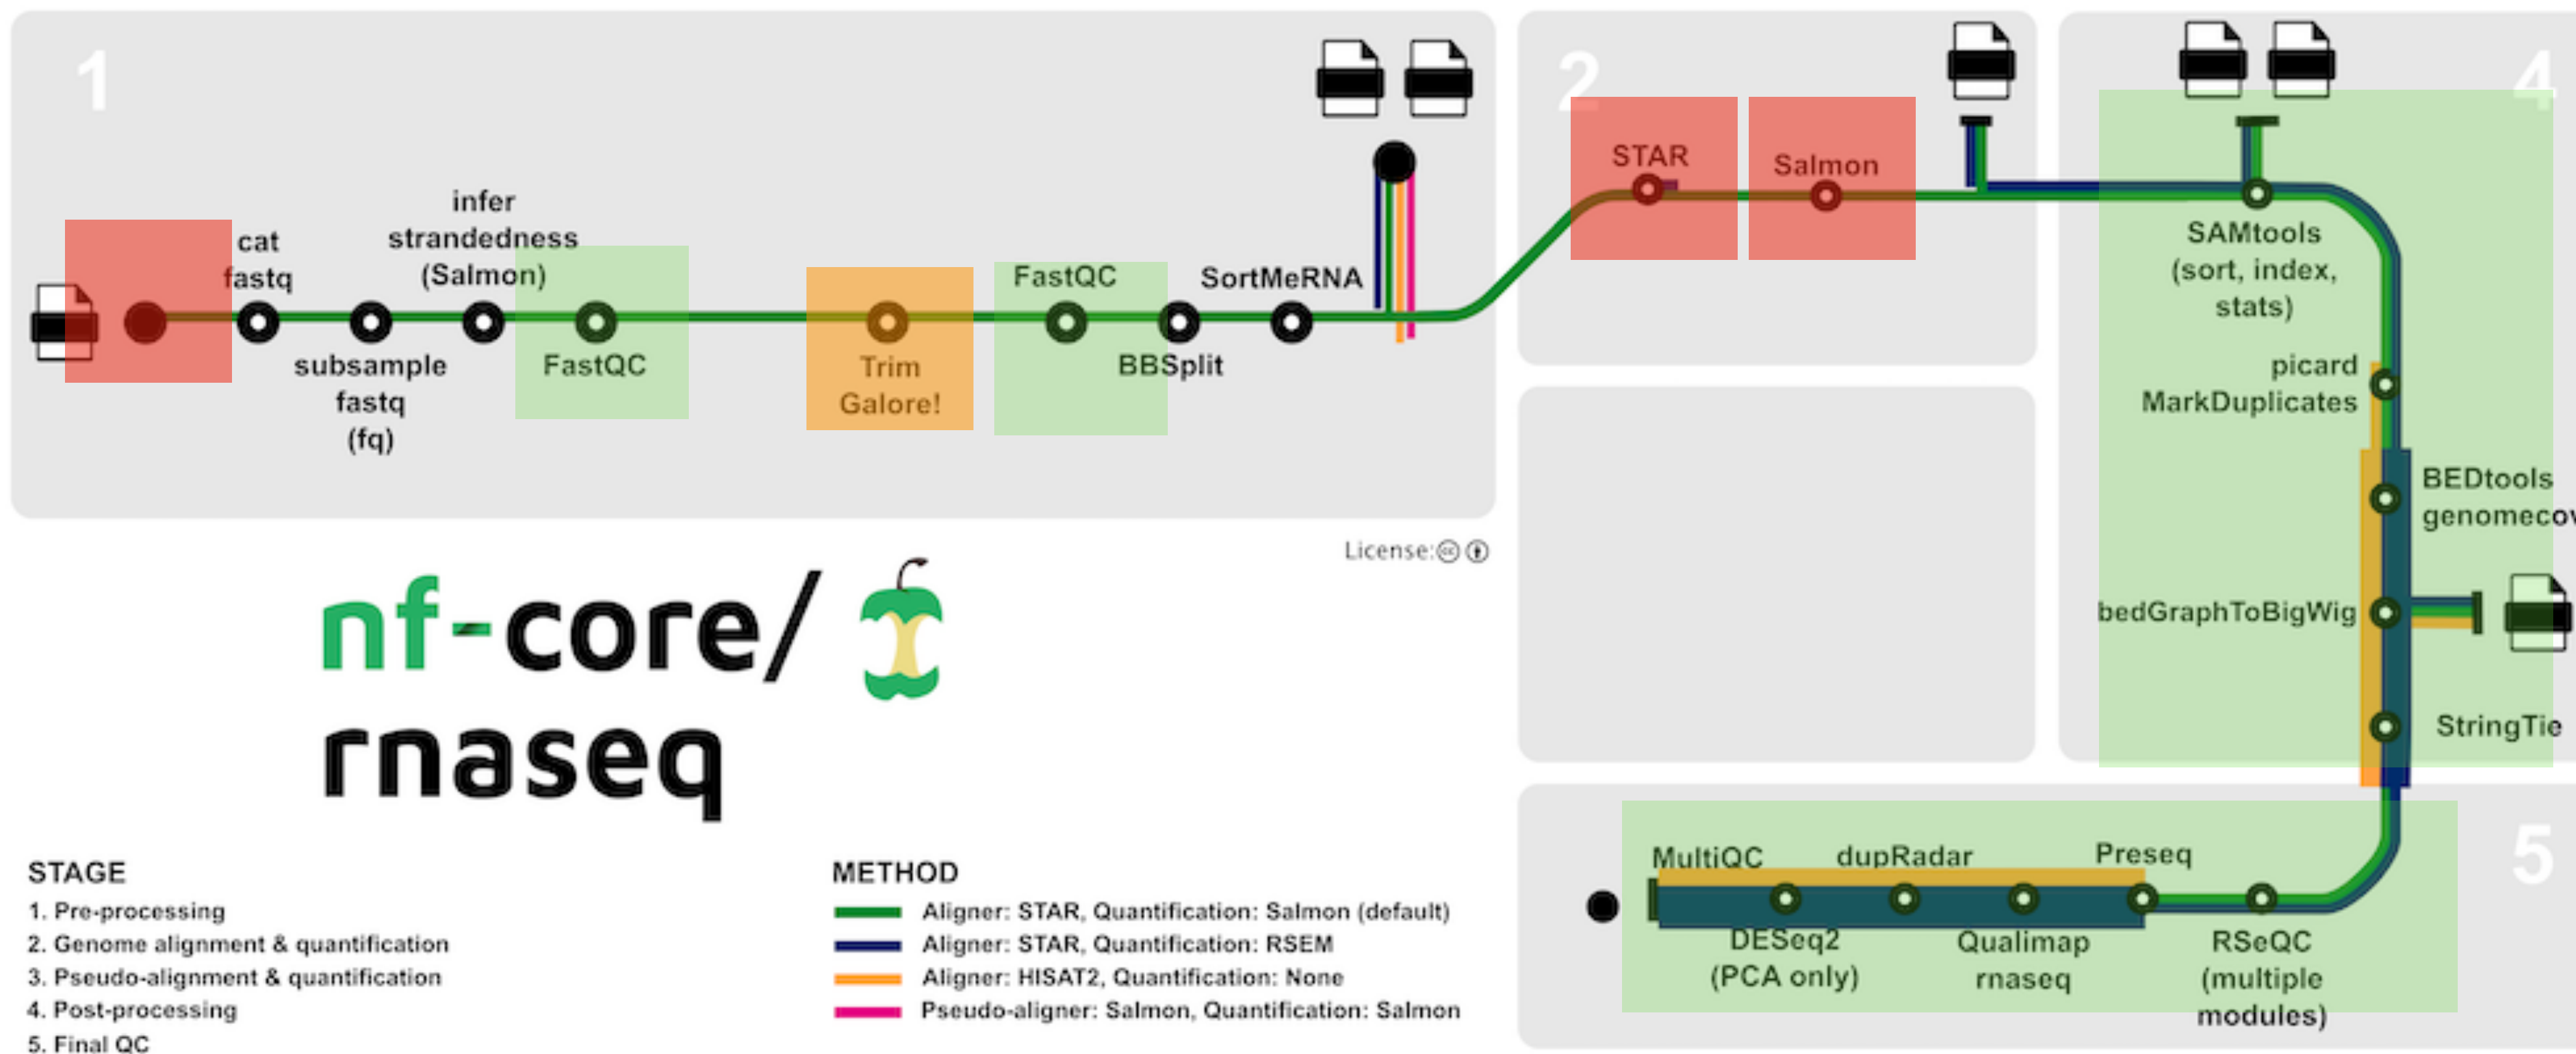 1
cat
fastq
subsample
fastq
(fq)
infer
strandedness
(Salmon)
FastQC
Trim
Galore!
FastQC
BBSplit
SortMeRNA
2
STAR
Salmon
4
SAMtools
(sort, index,
stats)
picard
MarkDuplicates
BEDtools
genomecov
bedGraphToBigWig
StringTie
5
MultiQC
DESeq2
(PCA only)
dupRadar
Qualimap
rnaseq
Preseq
RSeQC
(multiple
modules)
License:
nf-core/
rnaseq
STAGE
1. Pre-processing
2. Genome alignment & quantification
3. Pseudo-alignment & quantification
4. Post-processing
5. Final QC
METHOD
Aligner: STAR, Quantification: Salmon (default)
Aligner: STAR, Quantification: RSEM
Aligner: HISAT2, Quantification: None
Pseudo-aligner: Salmon, Quantification: Salmon